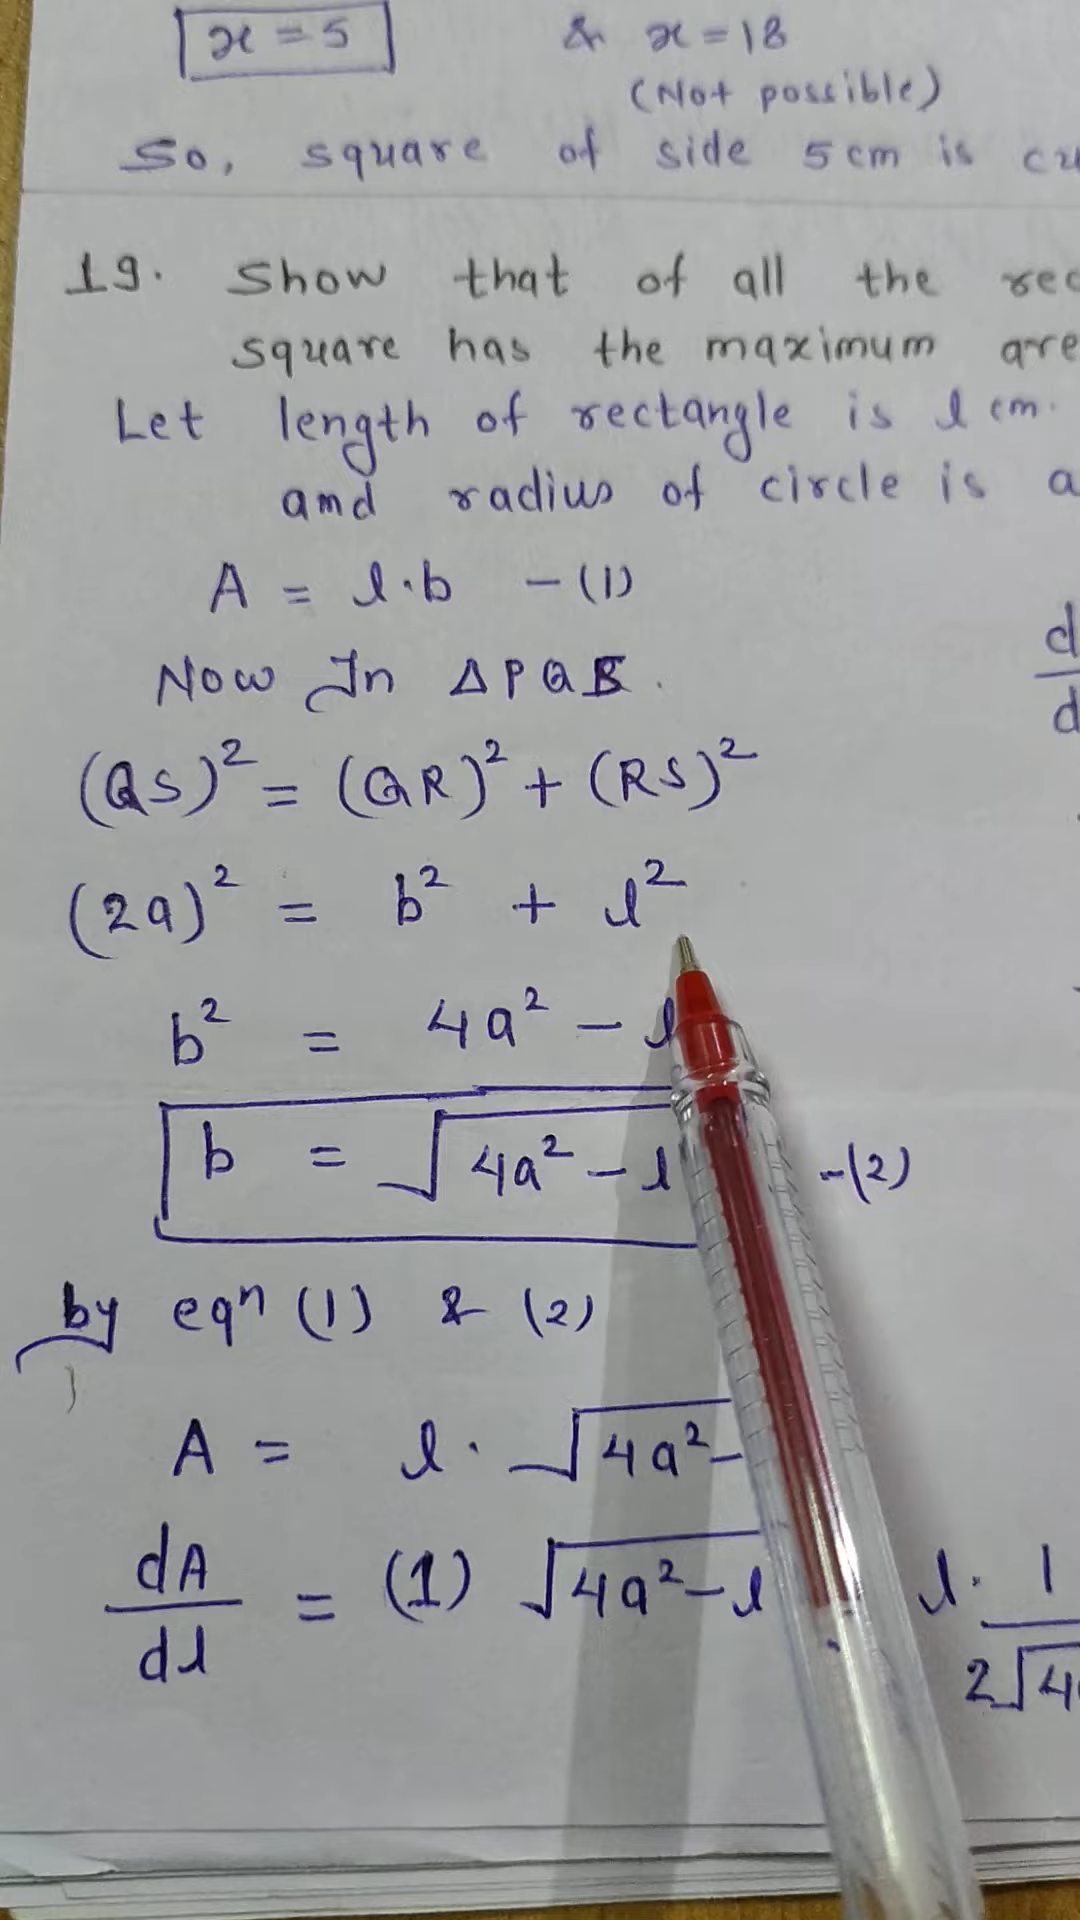 x = 5 & x = 18
(Not possible)
So, square of side 5 cm is
19. Show that of all the
square has the maximum
Let length of rectangle is l cm.
and radius of circle is a
A = l·b -(1)
d
d
Now In ΔPQS.
(QS)² = (QR)² + (RS)²
(2a)² = b² + l²
b² = 4a² - l
b = √4a² - l -(2)
by eqⁿ (1) & (2)
A = l · √4a² -
dA/dl = (1) √4a² - l l · 1/2√4